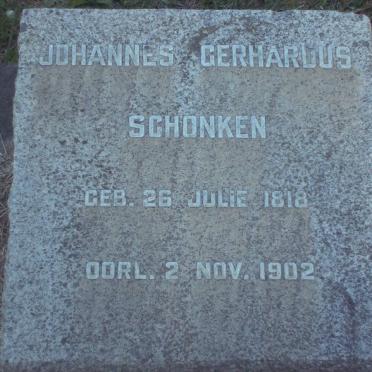 JOHANNES GERHARDUS
SCHONKEN
GEB. 26 JULIE 1818
OORL. 2 NOV. 1902